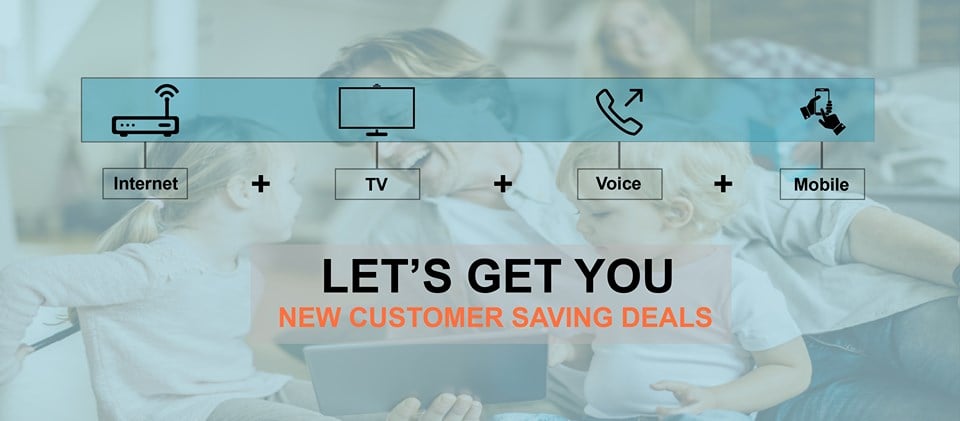 Internet + TV + Voice + Mobile
LET'S GET YOU
NEW CUSTOMER SAVING DEALS